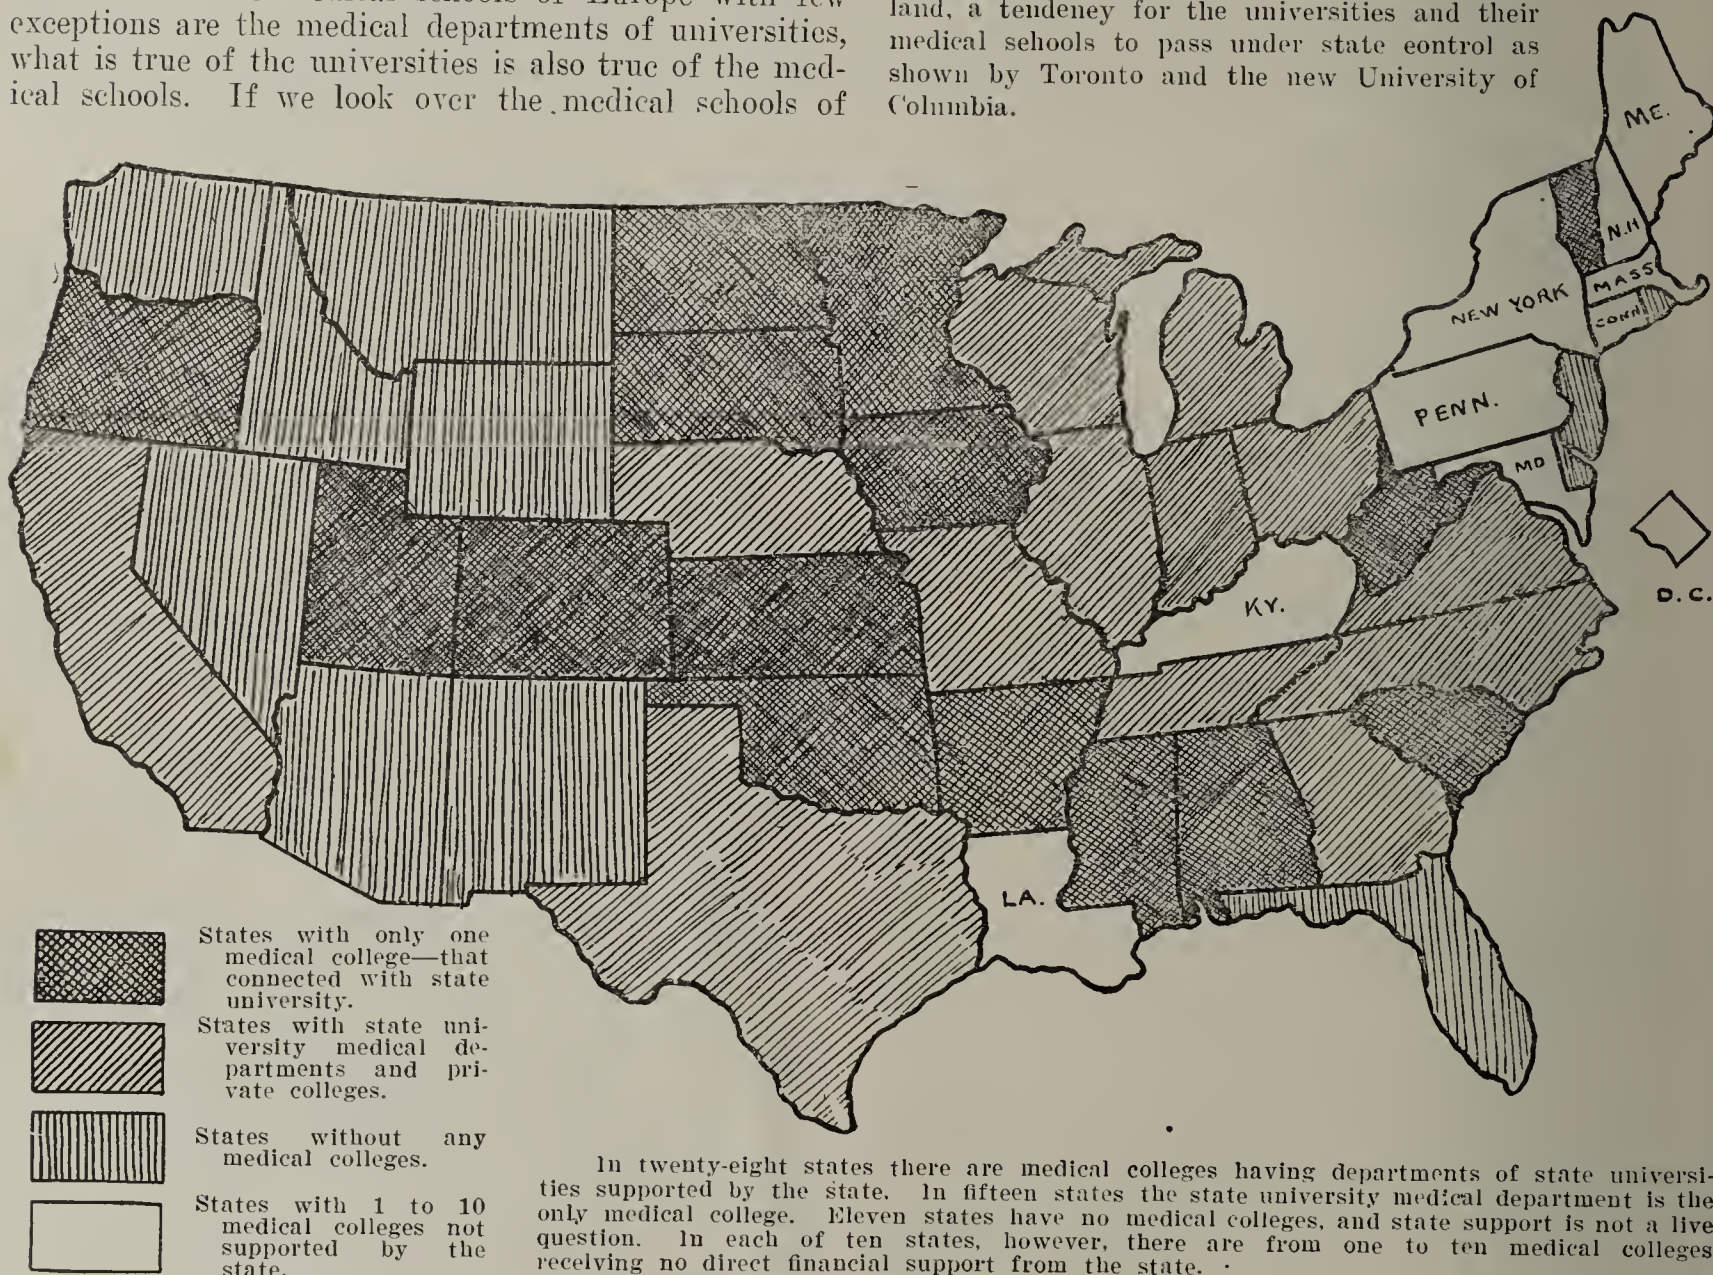 schools of Europe with few
exceptions are the medical departments of universities,
what is true of the universities is also true of the med-
ical schools. If we look over the medical schools of
land, a tendency for the universities and their
medical schools to pass under state control as
shown by Toronto and the new University of
Columbia.
ME.
N.H
MASS
NEW YORK
CONN
PENN.
MD
D. C.
KY.
LA.
States with only one
medical college—that
connected with state
university.
States with state uni-
versity medical de-
partments and pri-
vate colleges.
States without any
medical colleges.
States with 1 to 10
medical colleges not
supported by the
state.
In twenty-eight states there are medical colleges having departments of state universi-
ties supported by the state. In fifteen states the state university medical department is the
only medical college. Eleven states have no medical colleges, and state support is not a live
question. In each of ten states, however, there are from one to ten medical colleges
receiving no direct financial support from the state.